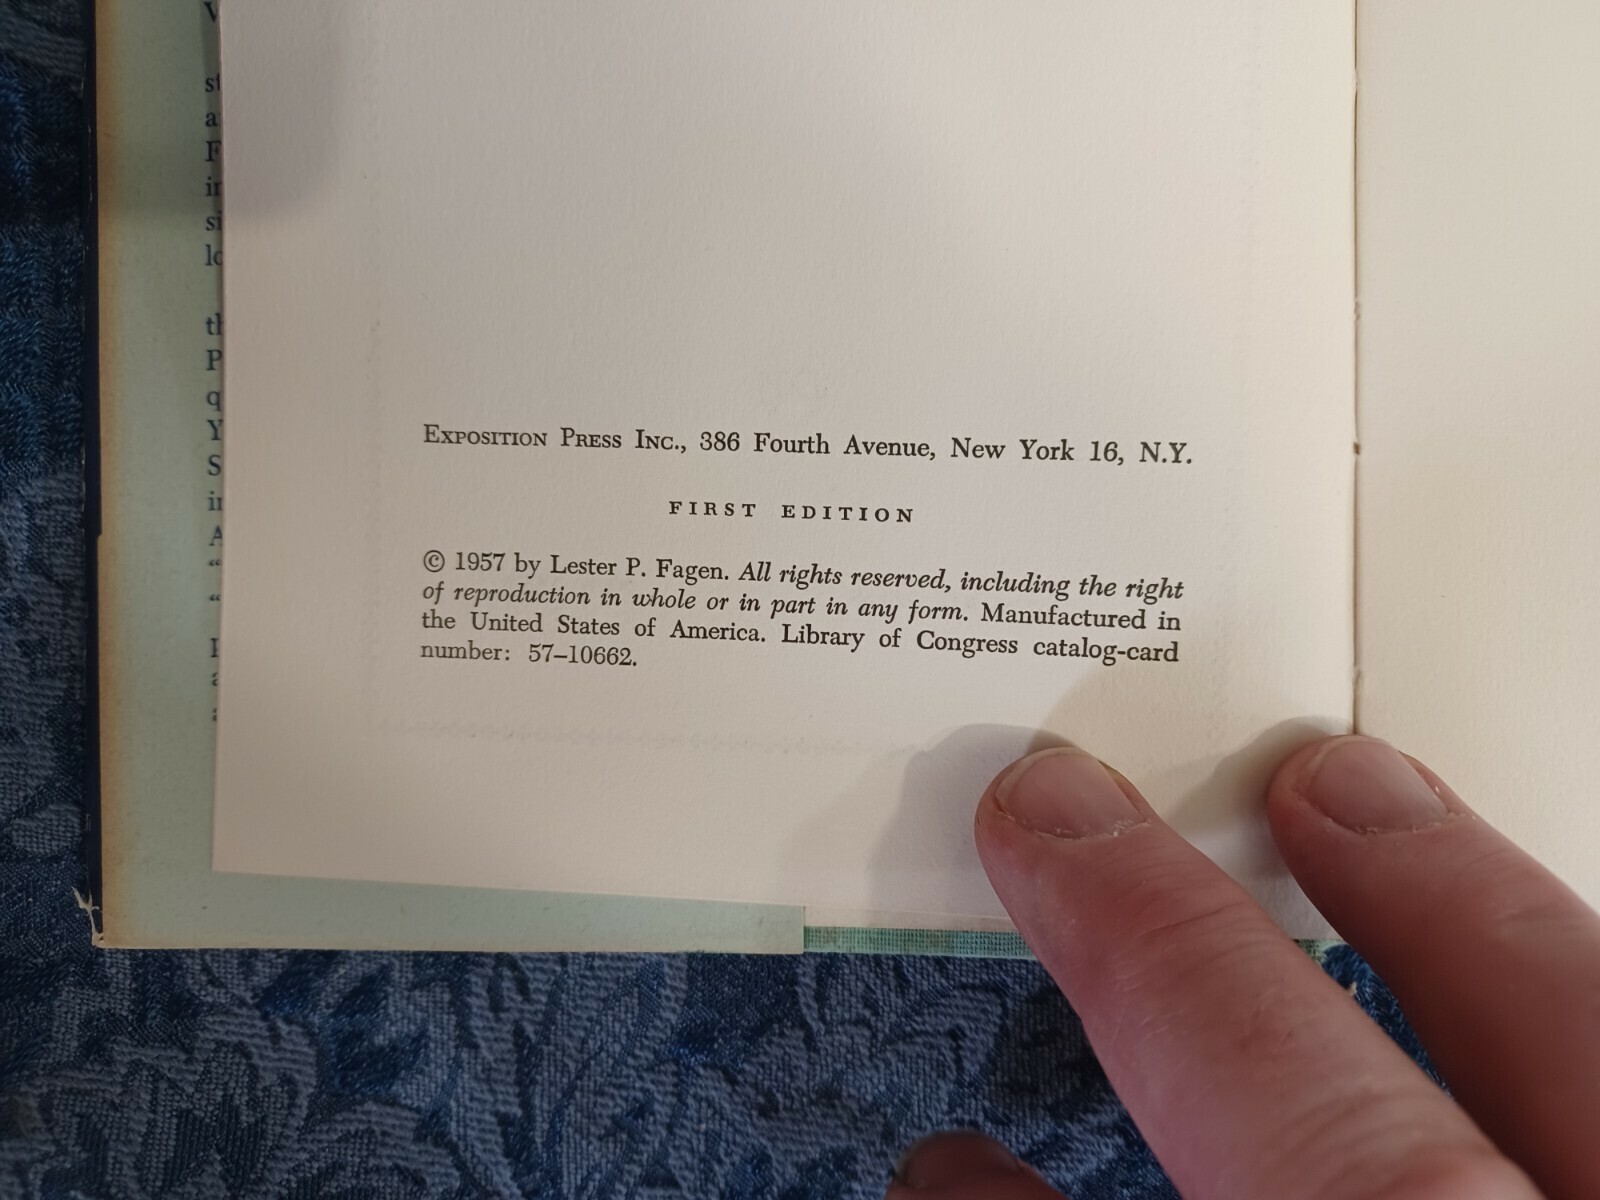 Exposition Press Inc., 386 Fourth Avenue, New York 16, N.Y.
FIRST EDITION
© 1957 by Lester P. Fagen. All rights reserved, including the right
of reproduction in whole or in part in any form. Manufactured in
the United States of America. Library of Congress catalog-card
number: 57–10662.